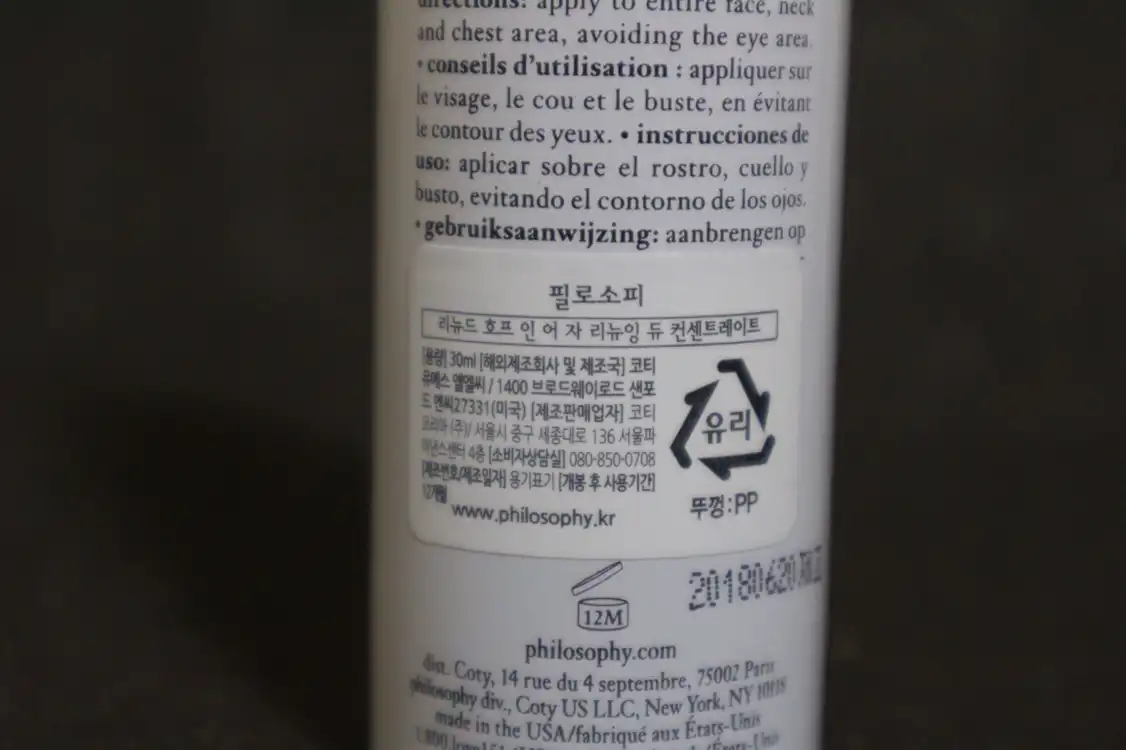 directions: apply to entire face, neck
and chest area, avoiding the eye area.
• conseils d'utilisation : appliquer sur
le visage, le cou et le buste, en évitant
le contour des yeux. • instrucciones de
uso: aplicar sobre el rostro, cuello y
busto, evitando el contorno de los ojos.
• gebruiksaanwijzing: aanbrengen op
필로소피
리뉴드 호프 인 어 자 리뉴잉 듀 컨센트레이트
[용량] 30ml [해외제조회사 및 제조국] 코티
유에스 엘엘씨 / 1400 브로드웨이로드 샌포
드 엔씨27331(미국) [제조판매업자] 코티
코리아 (주)/ 서울시 중구 세종대로 136 서울파
이낸스센터 4층 [소비자상담실] 080-850-0708
[제조번호/제조일자] 용기표기 [개봉 후 사용기간]
12개월
www.philosophy.kr
유리
뚜껑:PP
20180620
12M
philosophy.com
dist. Coty, 14 rue du 4 septembre, 75002 Paris
philosophy div., Coty US LLC, New York, NY 10118
made in the USA/fabriqué aux États-Unis